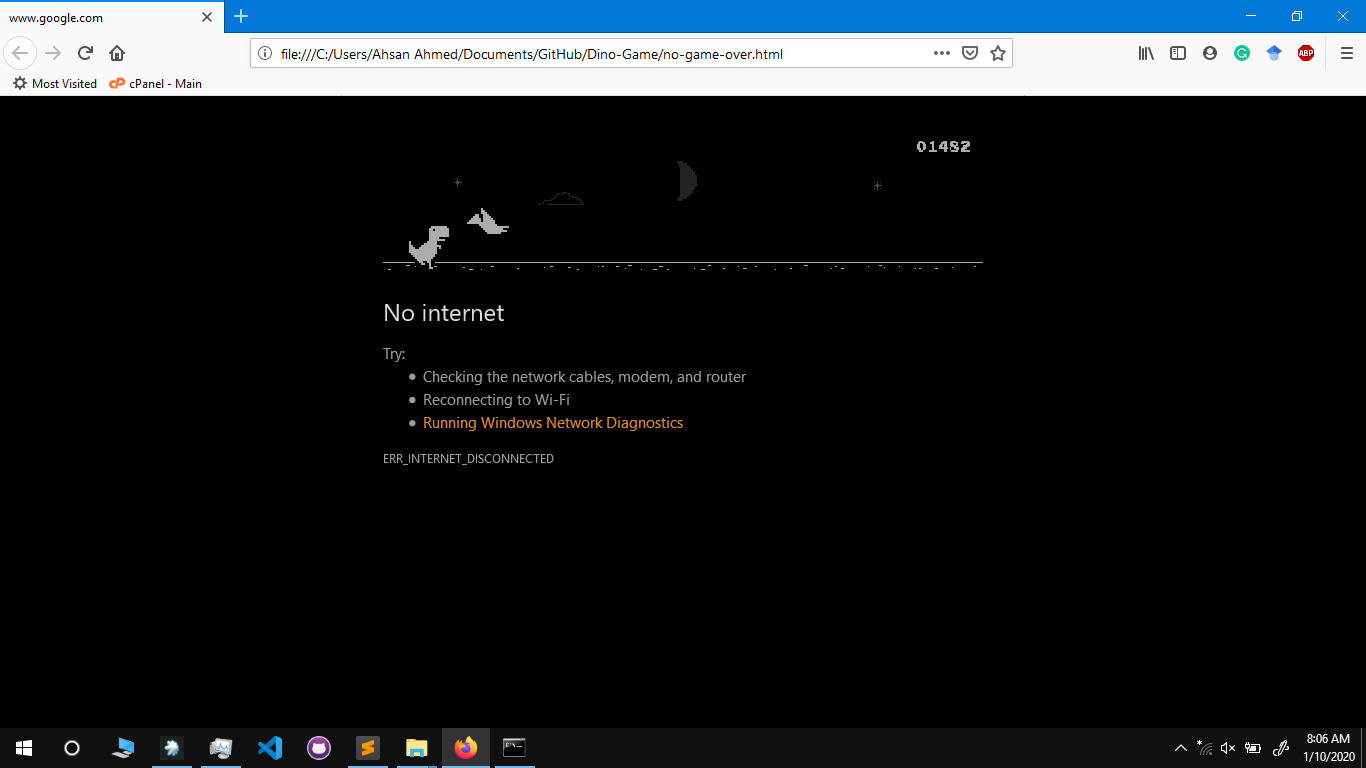 www.google.com
file:///C:/Users/Ahsan Ahmed/Documents/GitHub/Dino-Game/no-game-over.html
ABP
Most Visited
cPanel - Main
01482
No internet
Try:
Checking the network cables, modem, and router
Reconnecting to Wi-Fi
Running Windows Network Diagnostics
ERR_INTERNET_DISCONNECTED
8:06 AM
1/10/2020